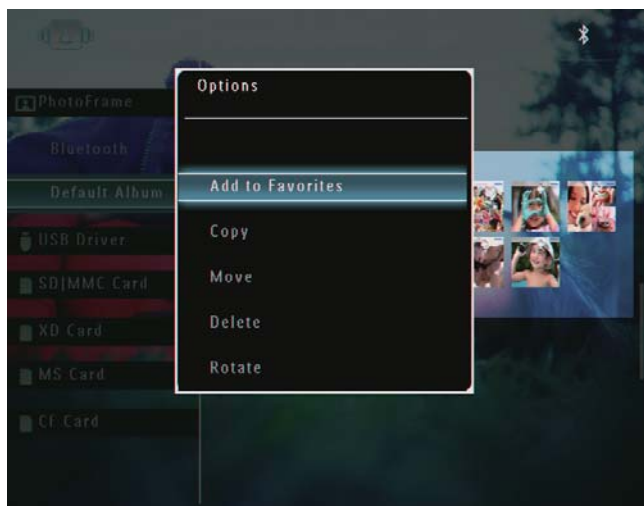 Options
Add to Favorites
Copy
Move
Delete
Rotate
PhotoFrame
Bluetooth
Default Album
USB Driver
SD|MMC Card
XD Card
MS Card
CF Card